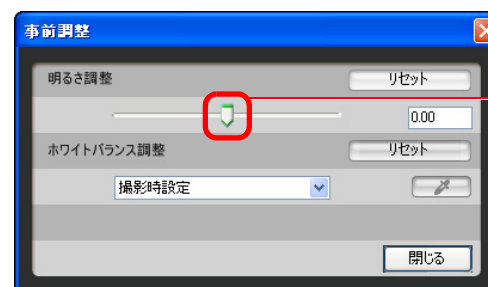 事前調整
明るさ調整 リセット
0.00
ホワイトバランス調整 リセット
撮影時設定
閉じる